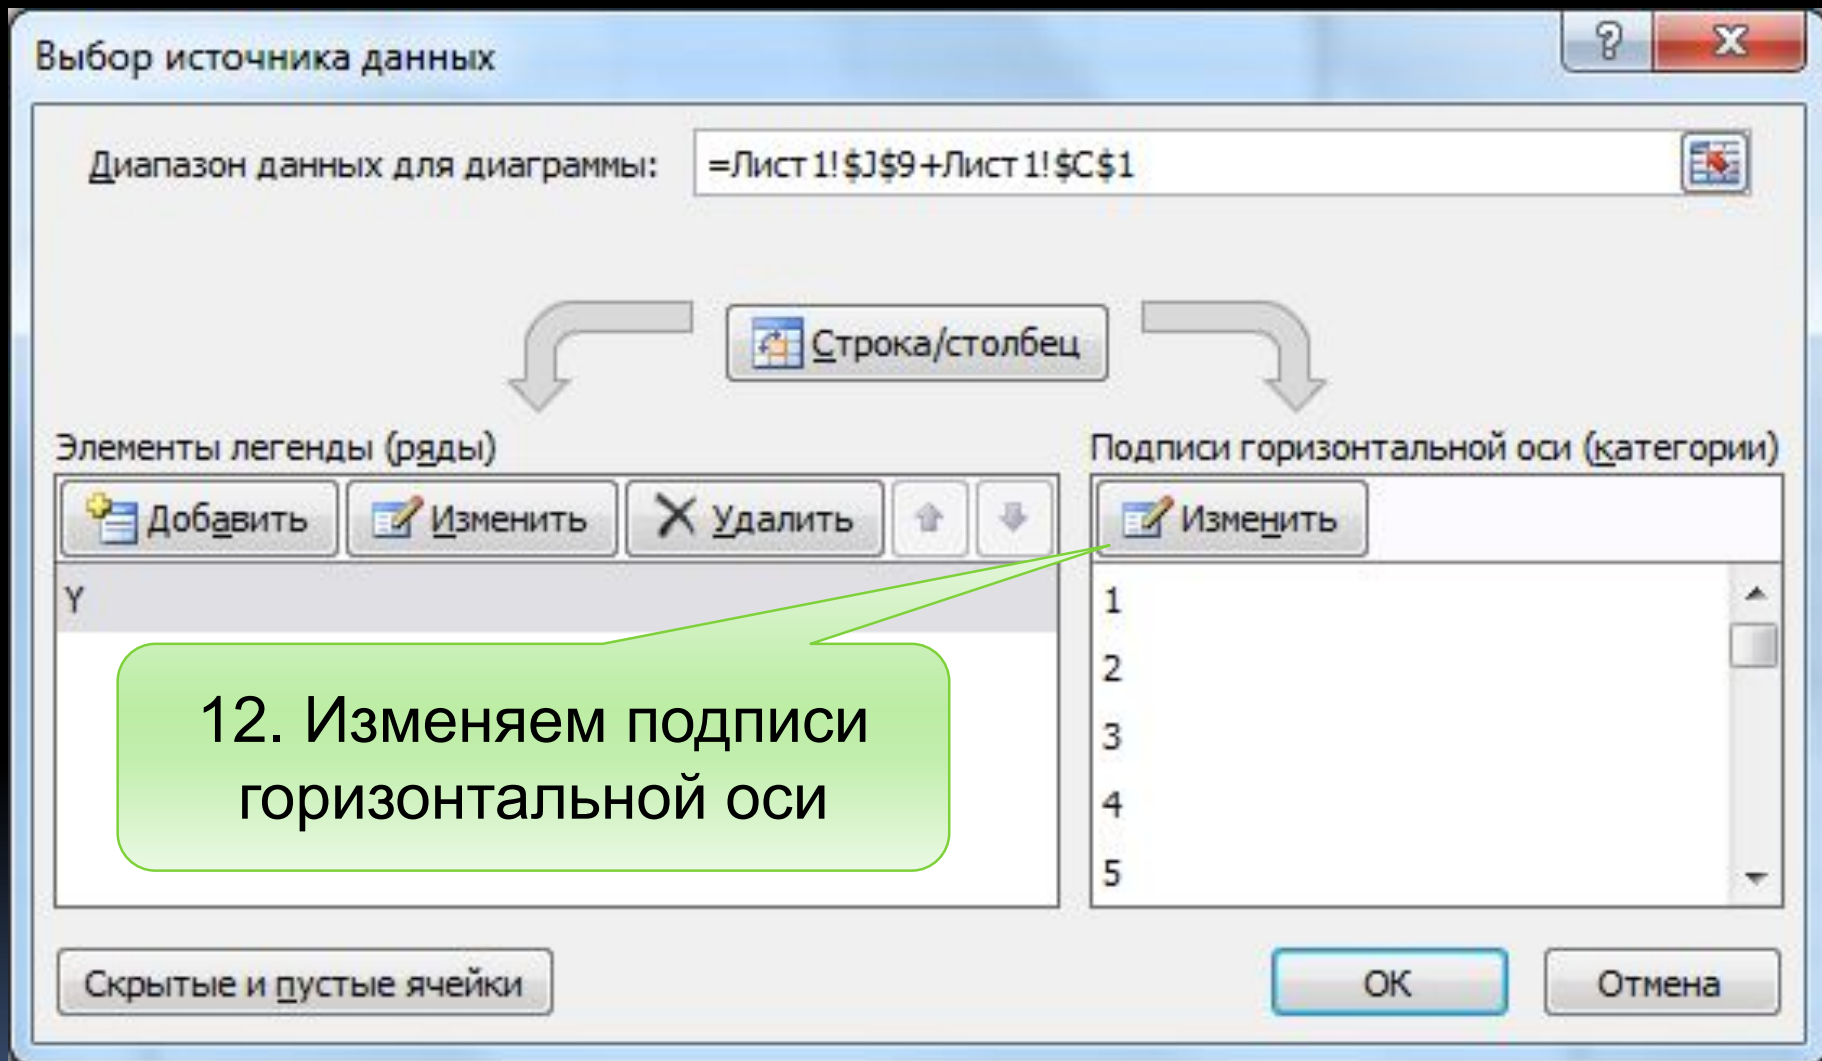 Выбор источника данных
Диапазон данных для диаграммы:
=Лист1!$J$9+Лист1!$C$1
Строка/столбец
Элементы легенды (ряды)
Подписи горизонтальной оси (категории)
Добавить
Изменить
Удалить
Изменить
Y
1
2
3
4
5
12. Изменяем подписи
горизонтальной оси
Скрытые и пустые ячейки
ОК
Отмена